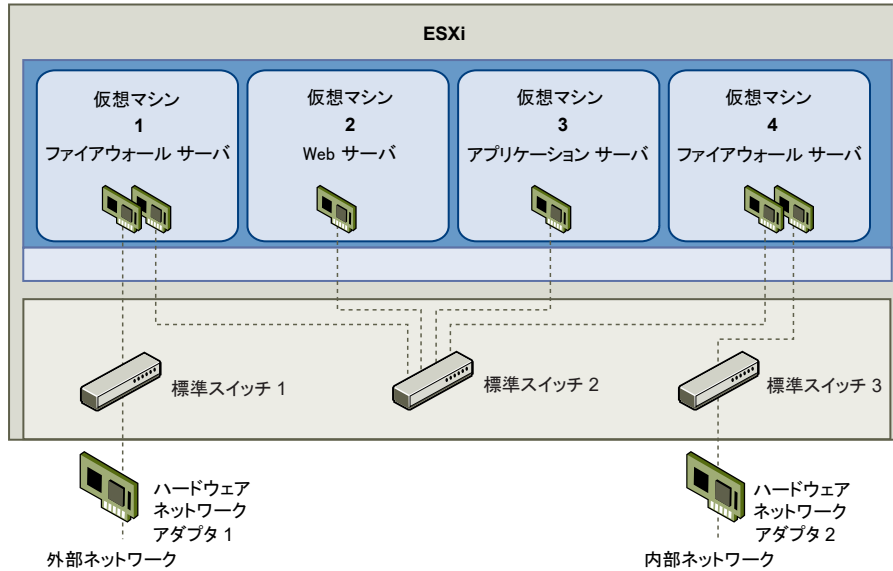 ESXi
仮想マシン
1
ファイアウォール サーバ
仮想マシン
2
Web サーバ
仮想マシン
3
アプリケーション サーバ
仮想マシン
4
ファイアウォール サーバ
標準スイッチ 1
標準スイッチ 2
標準スイッチ 3
ハードウェア
ネットワーク
アダプタ 1
外部ネットワーク
ハードウェア
ネットワーク
アダプタ 2
内部ネットワーク